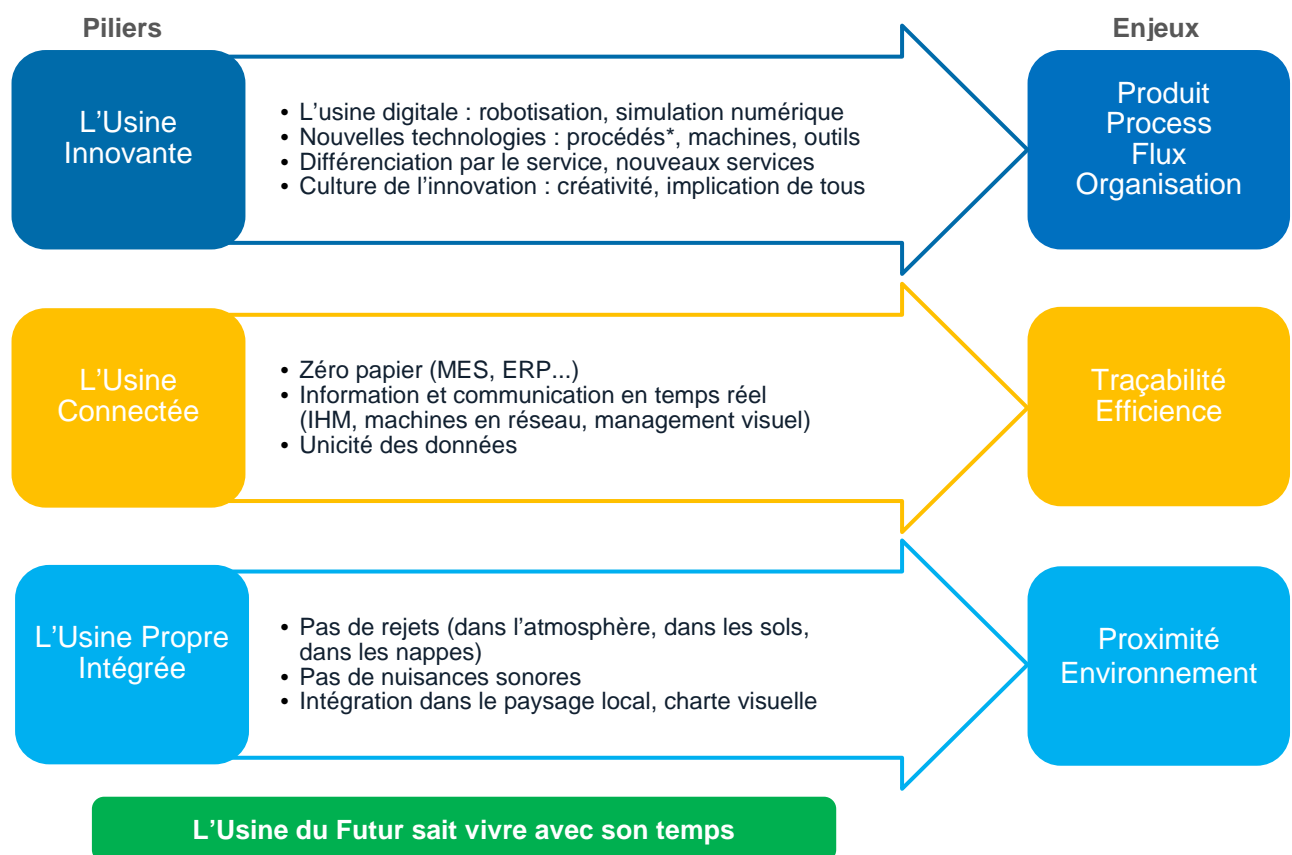 Piliers
Enjeux
L’Usine
Innovante
• L’usine digitale : robotisation, simulation numérique
• Nouvelles technologies : procédés*, machines, outils
• Différenciation par le service, nouveaux services
• Culture de l’innovation : créativité, implication de tous
Produit
Process
Flux
Organisation
L’Usine
Connectée
• Zéro papier (MES, ERP...)
• Information et communication en temps réel
(IHM, machines en réseau, management visuel)
• Unicité des données
Traçabilité
Efficience
L’Usine Propre
Intégrée
• Pas de rejets (dans l’atmosphère, dans les sols,
dans les nappes)
• Pas de nuisances sonores
• Intégration dans le paysage local, charte visuelle
Proximité
Environnement
L’Usine du Futur sait vivre avec son temps